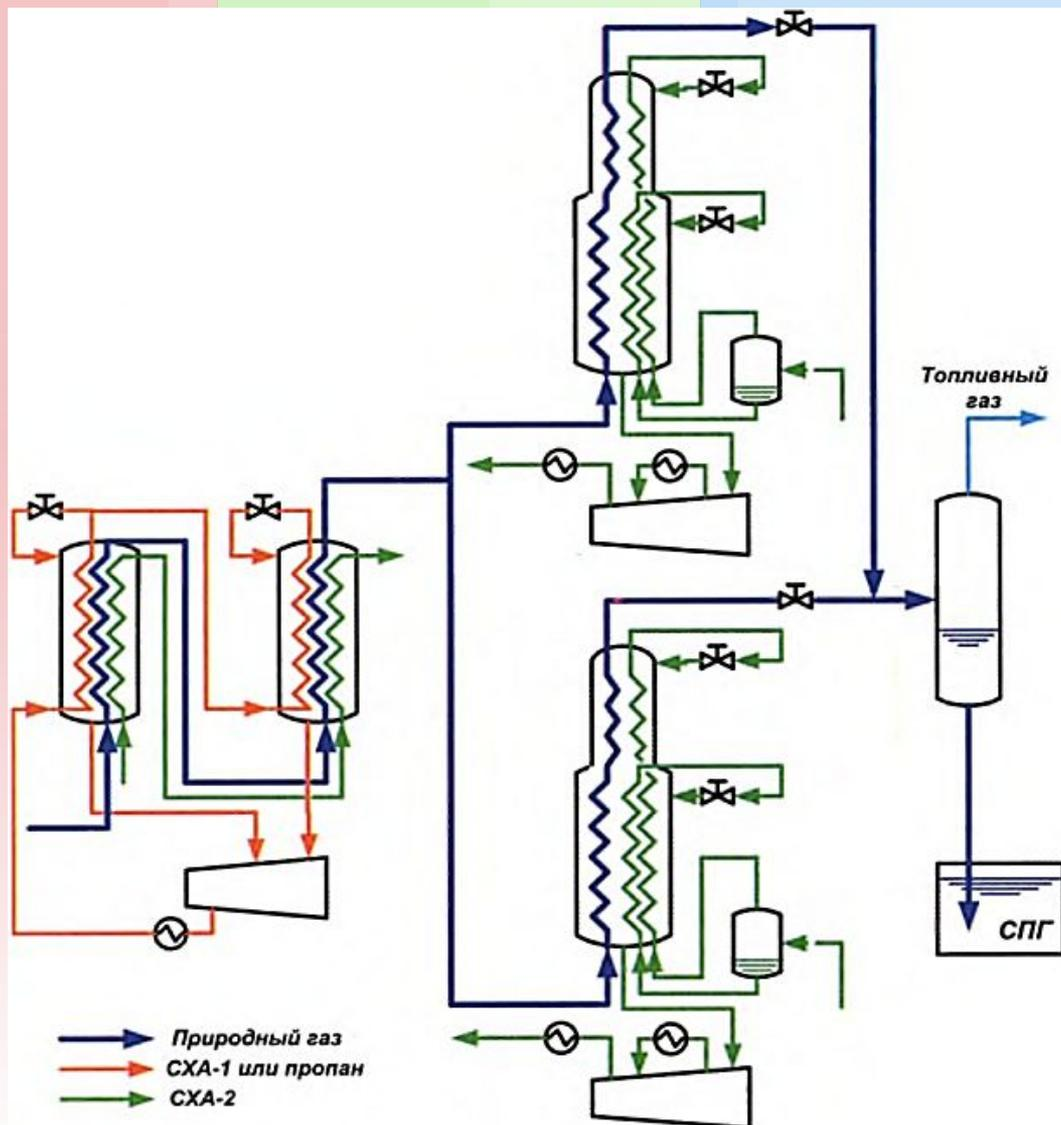 Топливный
газ
СПГ
Природный газ
СХА-1 или пропан
СХА-2